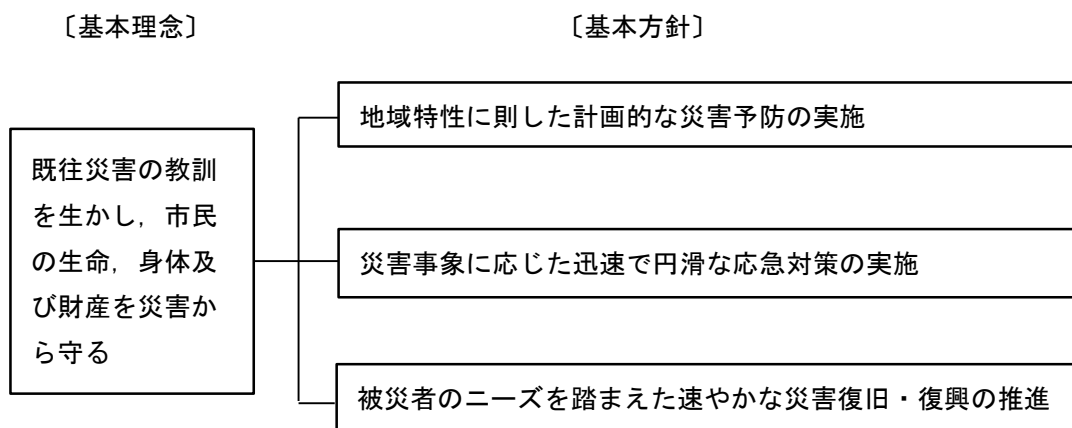 〔基本理念〕
〔基本方針〕
既往災害の教訓
を生かし，市民
の生命，身体及
び財産を災害か
ら守る
地域特性に則した計画的な災害予防の実施
災害事象に応じた迅速で円滑な応急対策の実施
被災者のニーズを踏まえた速やかな災害復旧・復興の推進